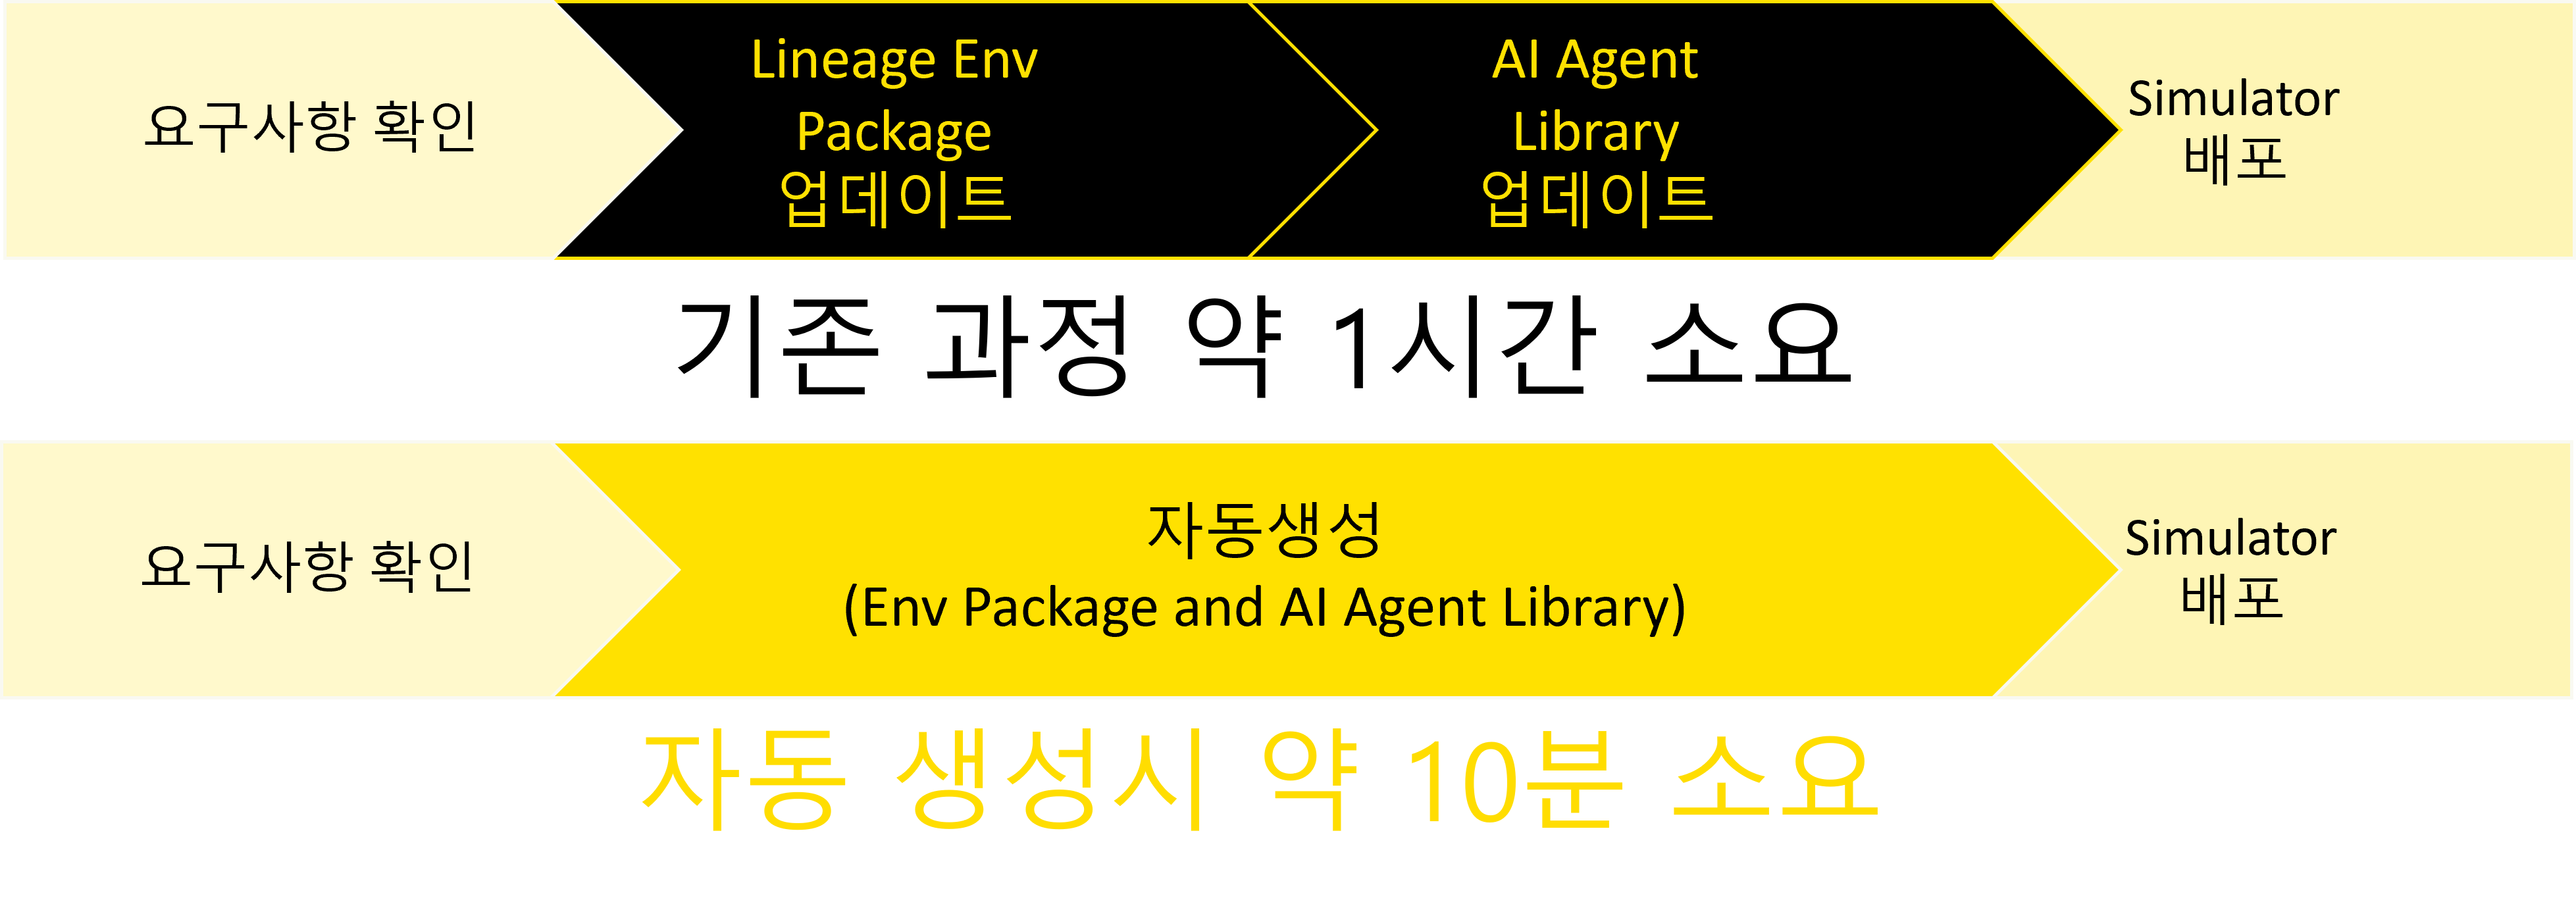 요구사항 확인
Lineage Env
Package
업데이트
AI Agent
Library
업데이트
Simulator
배포
기존 과정 약 1시간 소요
요구사항 확인
자동생성
(Env Package and AI Agent Library)
Simulator
배포
자동 생성시 약 10분 소요